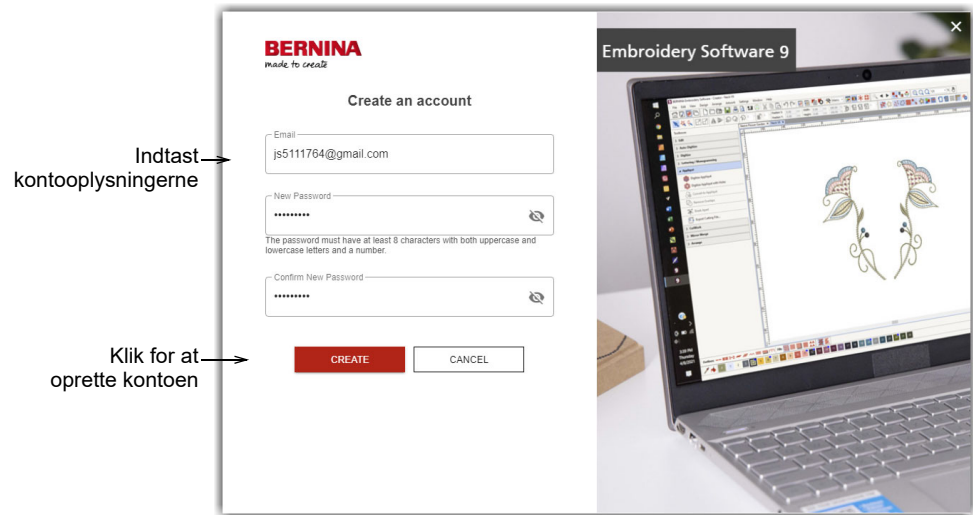 BERNINA
made to create
Embroidery Software 9
Create an account
Email
js5111764@gmail.com
Indtast
kontooplysningerne
New Password
•••••••••
The password must have at least 8 characters with both uppercase and
lowercase letters and a number.
Confirm New Password
•••••••••
Klik for at
oprette kontoen
CREATE
CANCEL